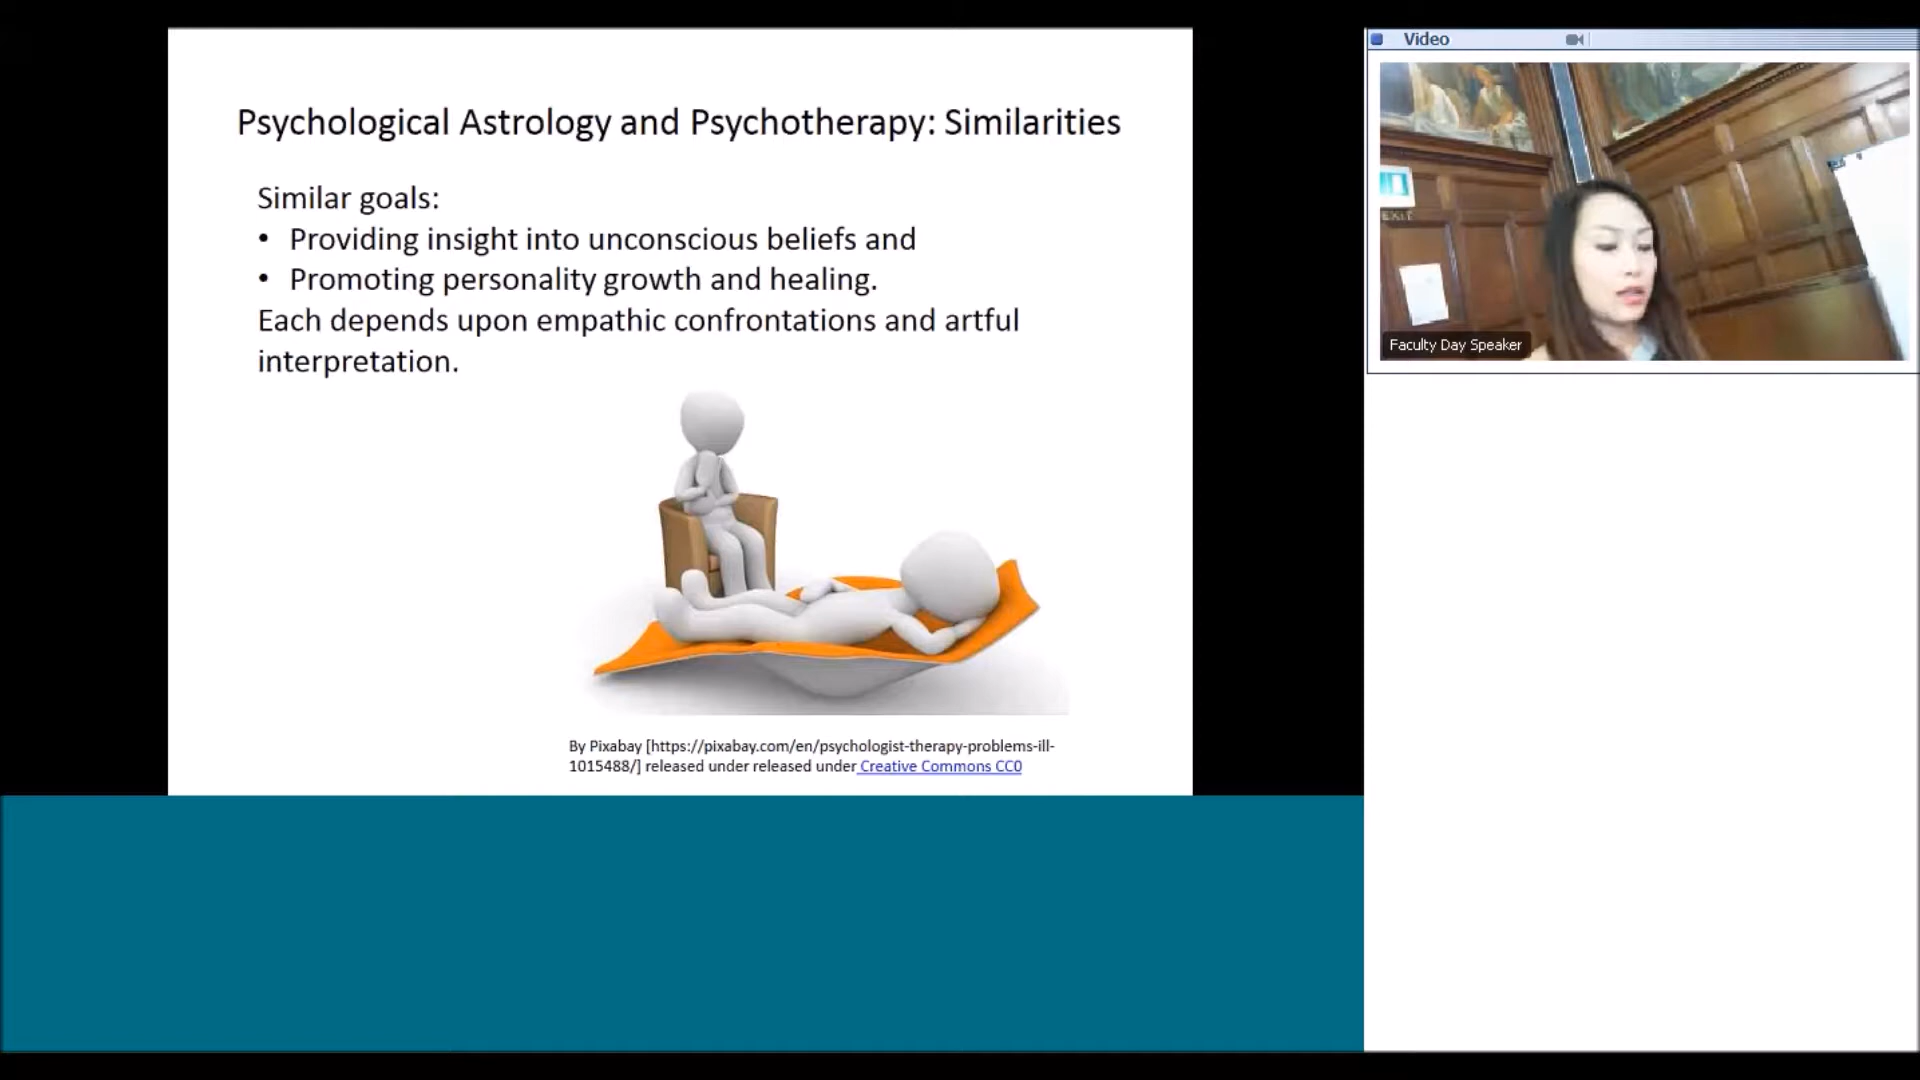 Psychological Astrology and Psychotherapy: Similarities
Similar goals:
• Providing insight into unconscious beliefs and
• Promoting personality growth and healing.
Each depends upon empathic confrontations and artful
interpretation.
By Pixabay [https://pixabay.com/en/psychologist-therapy-problems-ill-
1015488/] released under released under Creative Commons CC0
Video
EXIT
Faculty Day Speaker